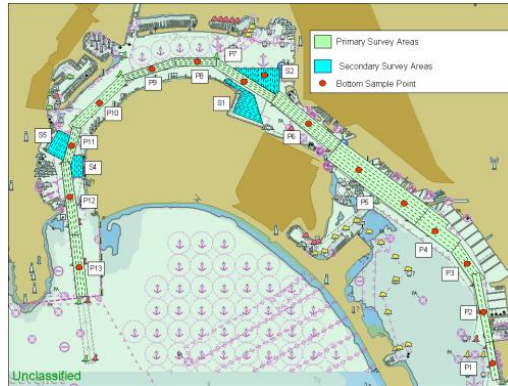 Primary Survey Areas
Secondary Survey Areas
Bottom Sample Point
P7
S2
P9
P8
S1
P10
P6
S5
P11
S4
P12
P5
P4
P13
P3
P2
P1
Unclassified